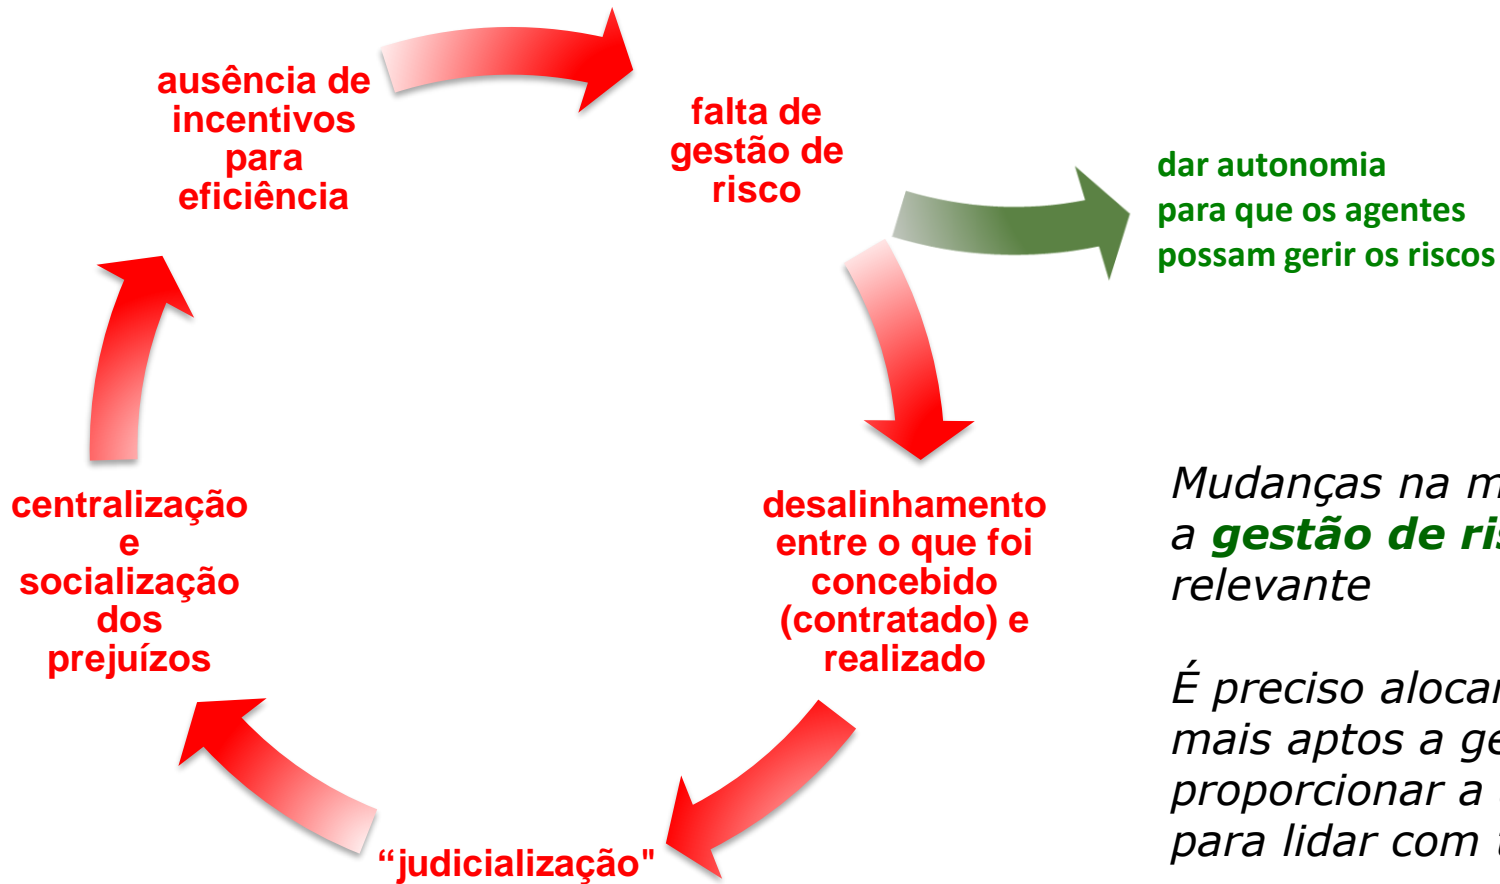 ausência de
incentivos
para
eficiência
falta de
gestão de
risco
dar autonomia
para que os agentes
possam gerir os riscos
desalinhamento
entre o que foi
concebido
(contratado) e
realizado
“judicialização"
centralização
e
socialização
dos
prejuízos
Mudanças na
a gestão de
relevante
É preciso
mais aptos a
proporcionar a
para lidar com